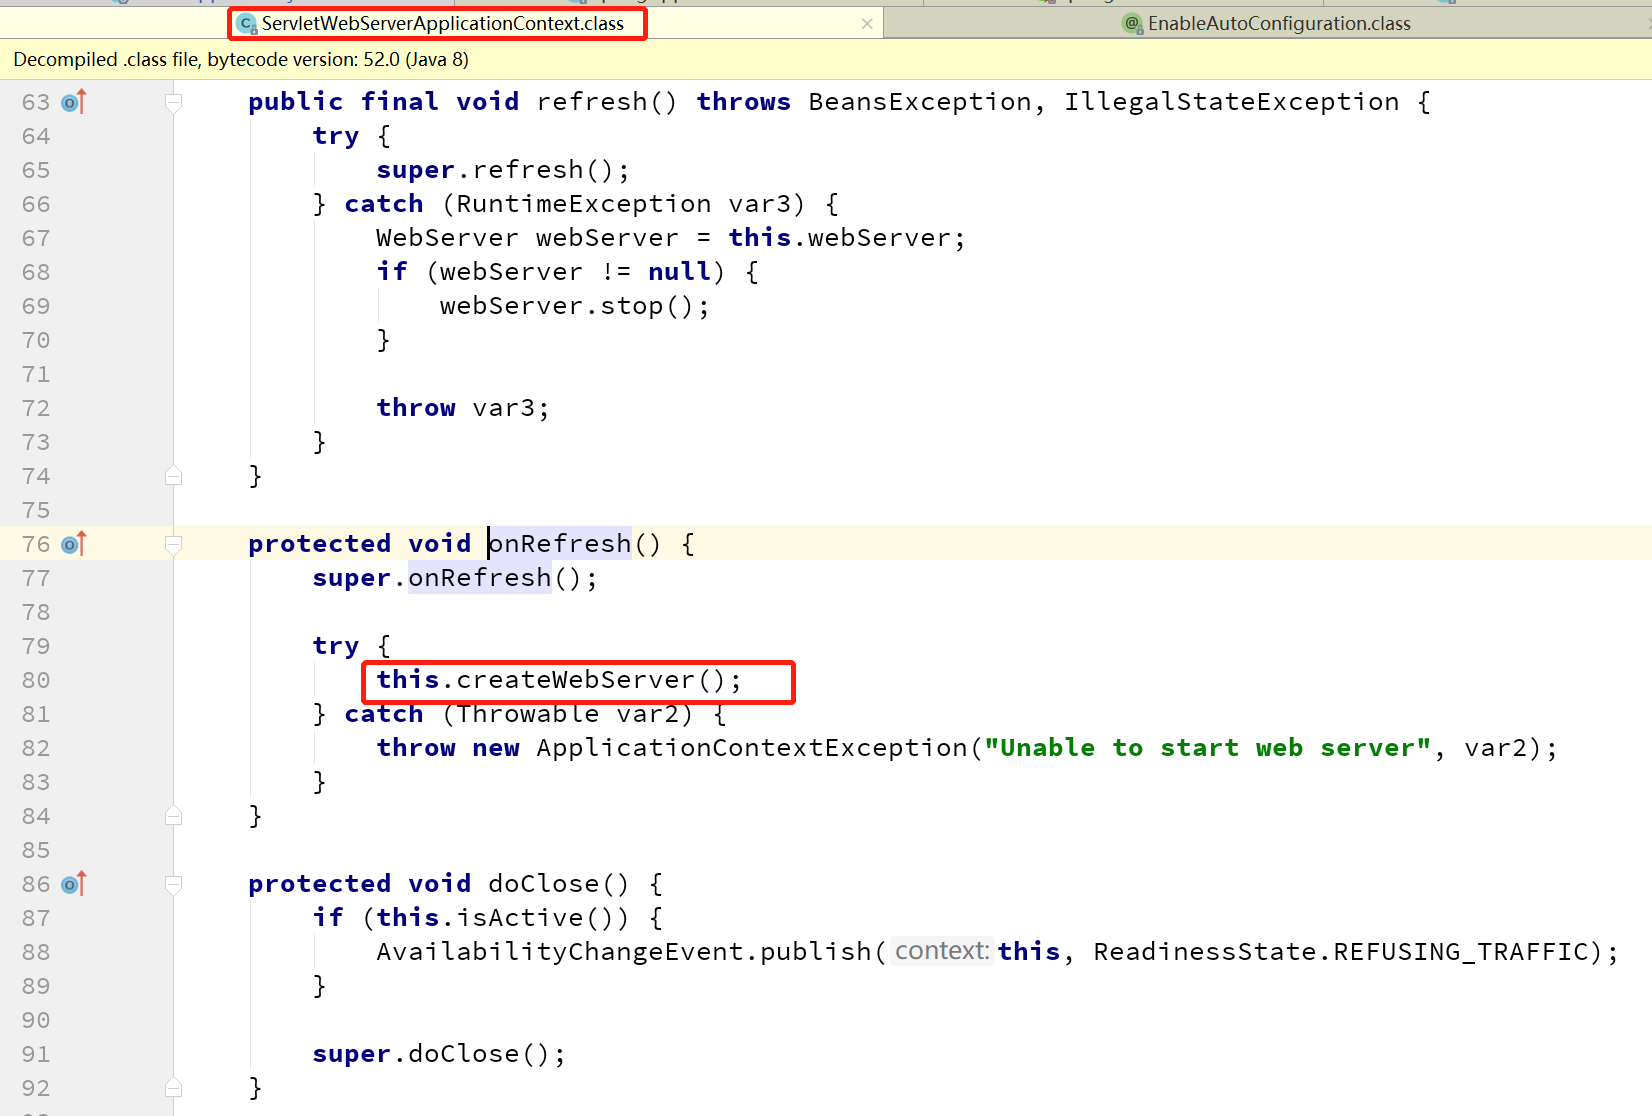 ServletWebServerApplicationContext.class
EnableAutoConfiguration.class
Decompiled .class file, bytecode version: 52.0 (Java 8)
63 public final void refresh() throws BeansException, IllegalStateException {
64 try {
65 super.refresh();
66 } catch (RuntimeException var3) {
67 WebServer webServer = this.webServer;
68 if (webServer != null) {
69 webServer.stop();
70 }
71
72 throw var3;
73 }
74 }
75
76 protected void onRefresh() {
77 super.onRefresh();
78
79 try {
80 this.createWebServer();
81 } catch (Throwable var2) {
82 throw new ApplicationContextException("Unable to start web server", var2);
83 }
84 }
85
86 protected void doClose() {
87 if (this.isActive()) {
88 AvailabilityChangeEvent.publish( context: this, ReadinessState.REFUSING_TRAFFIC);
89 }
90
91 super.doClose();
92 }